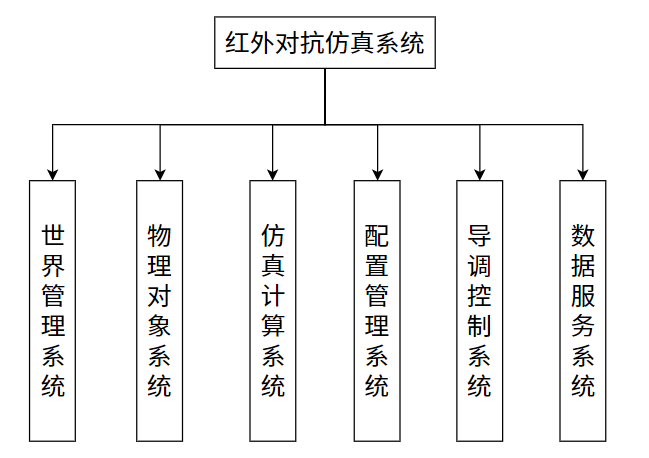 红外对抗仿真系统
世界管理系统
物理对象系统
仿真计算系统
配置管理系统
导调控制系统
数据服务系统